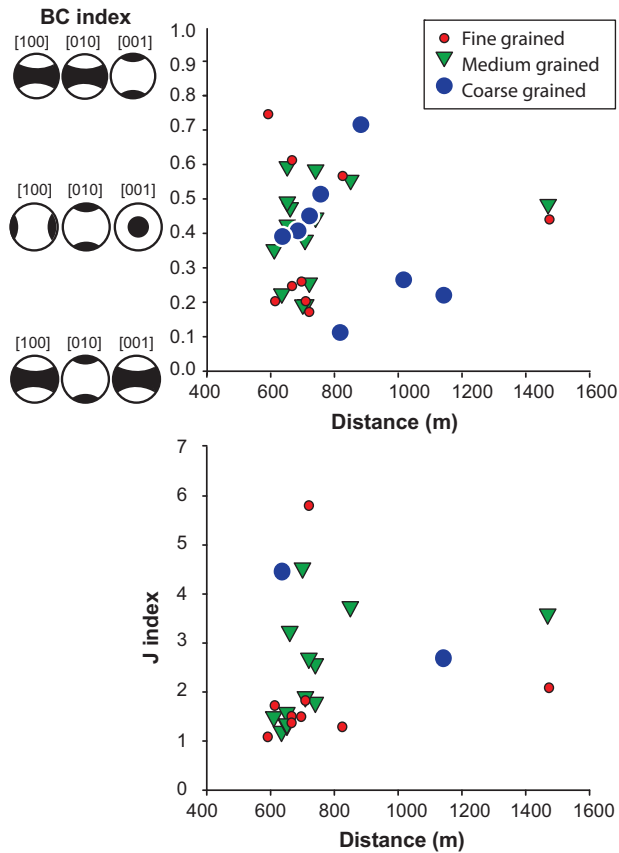 BC index
[100] [010] [001]
[100] [010] [001]
[100] [010] [001]
1.0
0.9
0.8
0.7
0.6
0.5
0.4
0.3
0.2
0.1
0.0
400 600 800 1000 1200 1400 1600
Distance (m)
Fine grained
Medium grained
Coarse grained
J index
7
6
5
4
3
2
1
0
400 600 800 1000 1200 1400 1600
Distance (m)